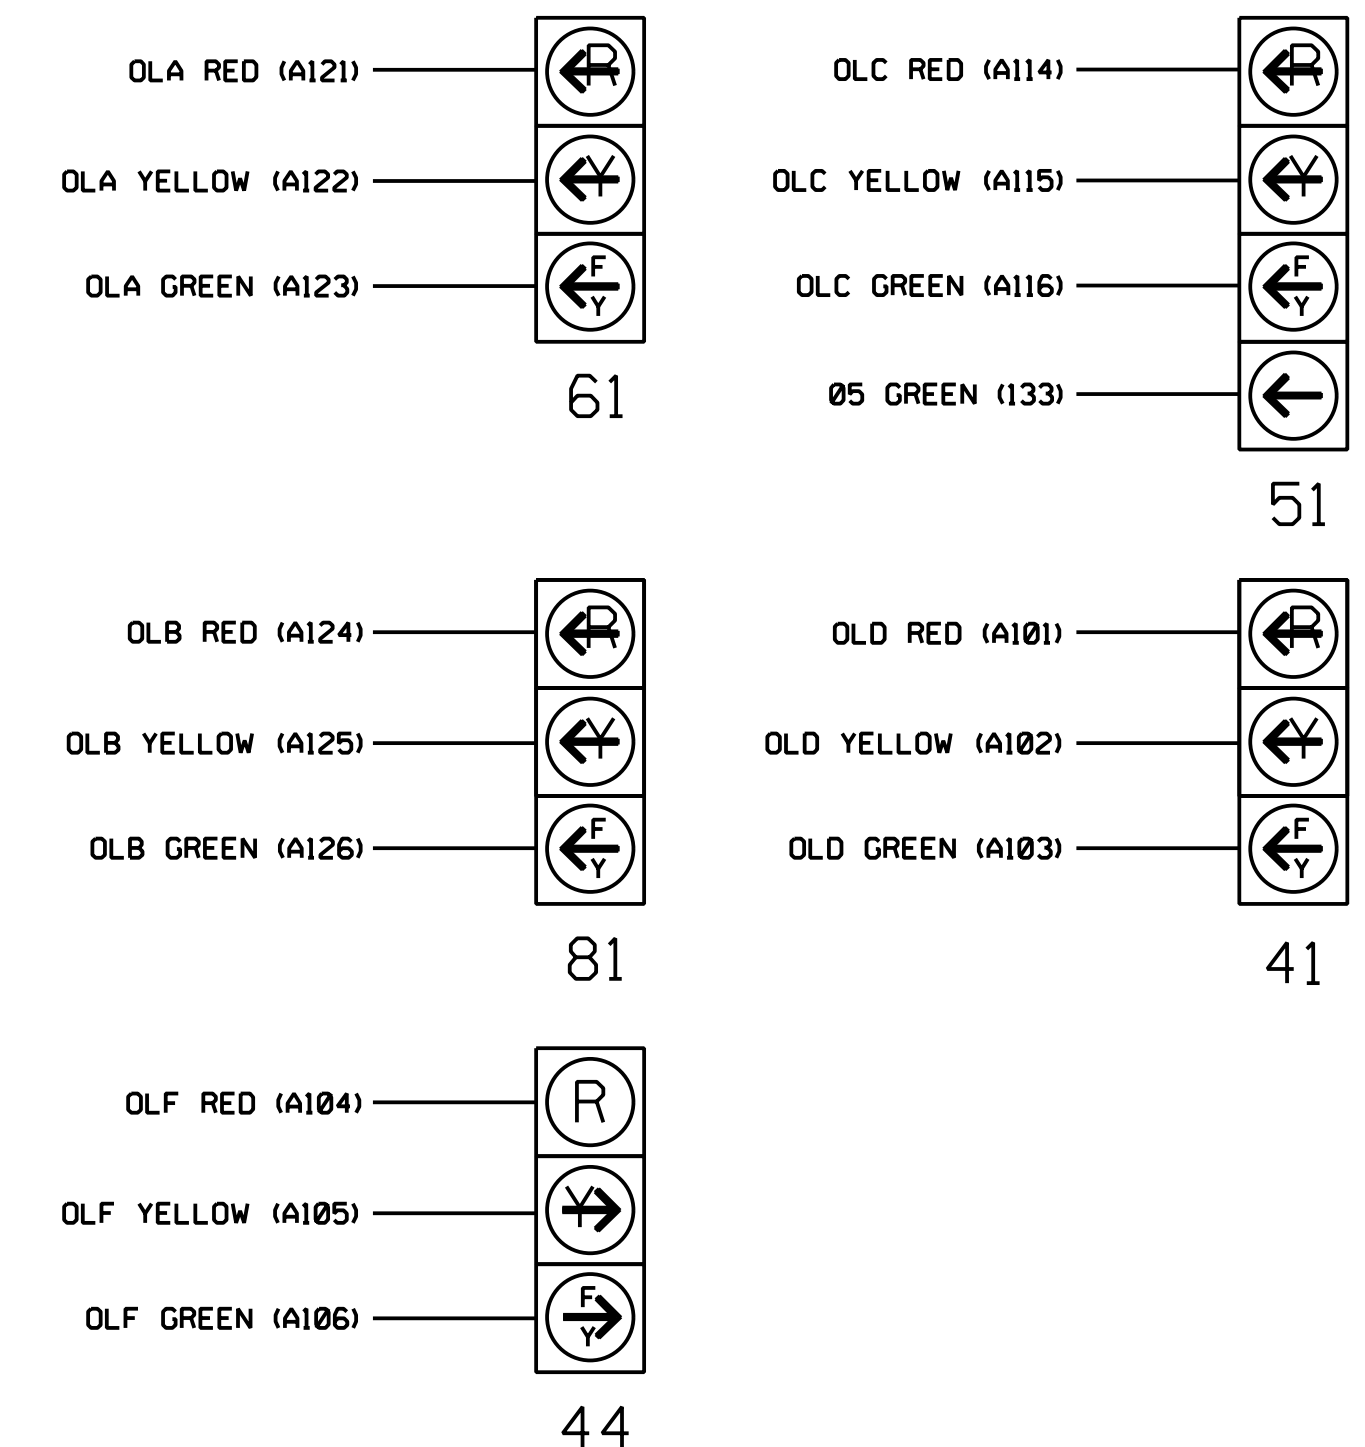 OLA RED (A121)
R
OLA YELLOW (A122)
Y
OLA GREEN (A123)
F
Y
61
OLC RED (A114)
R
OLC YELLOW (A115)
Y
OLC GREEN (A116)
F
Y
Ø5 GREEN (133)
51
OLB RED (A124)
R
OLB YELLOW (A125)
Y
OLB GREEN (A126)
F
Y
81
OLD RED (A101)
R
OLD YELLOW (A102)
Y
OLD GREEN (A103)
F
Y
41
OLF RED (A104)
R
OLF YELLOW (A105)
Y
OLF GREEN (A106)
F
Y
44